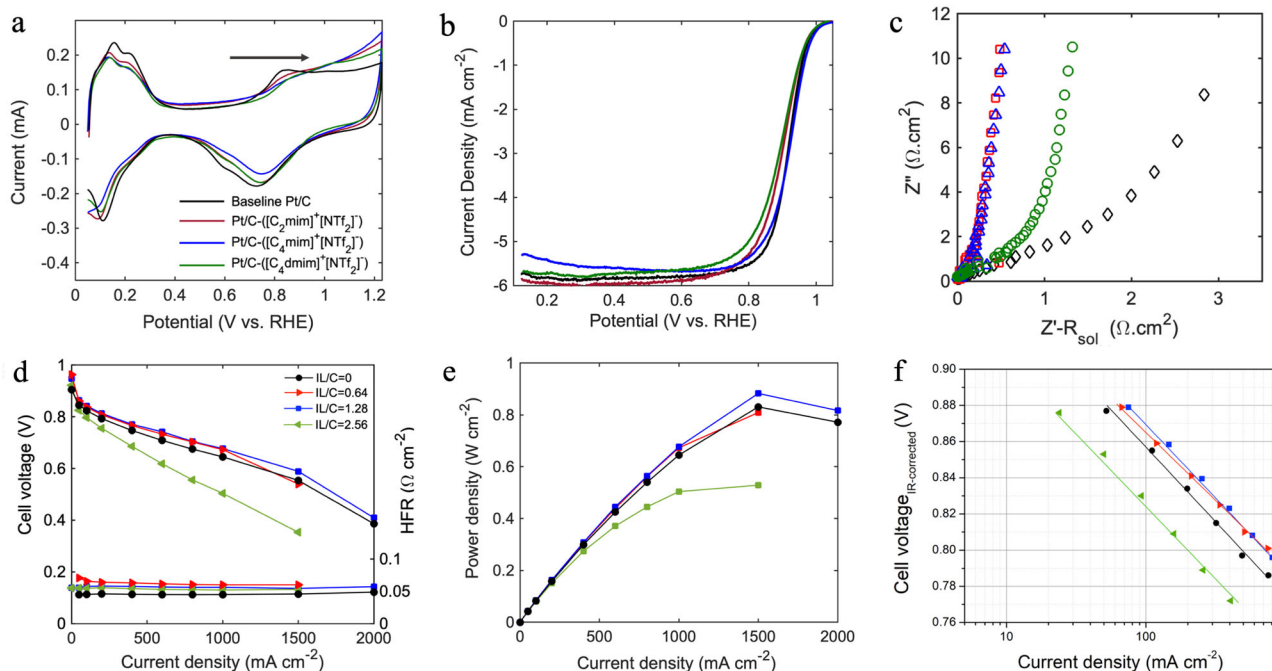 a
Current (mA)
0.4
0.2
0
-0.1
-0.2
-0.3
-0.4
0
0.2
0.4
0.6
0.8
1
1.2
Potential (V vs. RHE)
Baseline Pt/C
Pt/C-([C₂mim]⁺[NTf₂]⁻)
Pt/C-([C₄mim]⁺[NTf₂]⁻)
Pt/C-([C₄dmim]⁺[NTf₂]⁻)
b
Current Density (mA cm⁻²)
0
-1
-2
-3
-4
-5
-6
0.2
0.4
0.6
0.8
1
Potential (V vs. RHE)
c
Z'' (Ω.cm²)
12
10
8
6
4
2
0
0
1
2
3
Z'-R_sol (Ω.cm²)
d
Cell voltage (V)
1
0.8
0.6
0.4
0.2
0
IL/C=0
IL/C=0.64
IL/C=1.28
IL/C=2.56
HFR (Ω cm²)
0.1
0.05
0
0
500
1000
1500
2000
Current density (mA cm⁻²)
e
Power density (W cm⁻²)
1
0.8
0.6
0.4
0.2
0
0
500
1000
1500
2000
Current density (mA cm⁻²)
f
Cell voltage_IR-corrected (V)
0.90
0.88
0.86
0.84
0.82
0.80
0.78
0.76
10
100
Current density (mA cm⁻²)